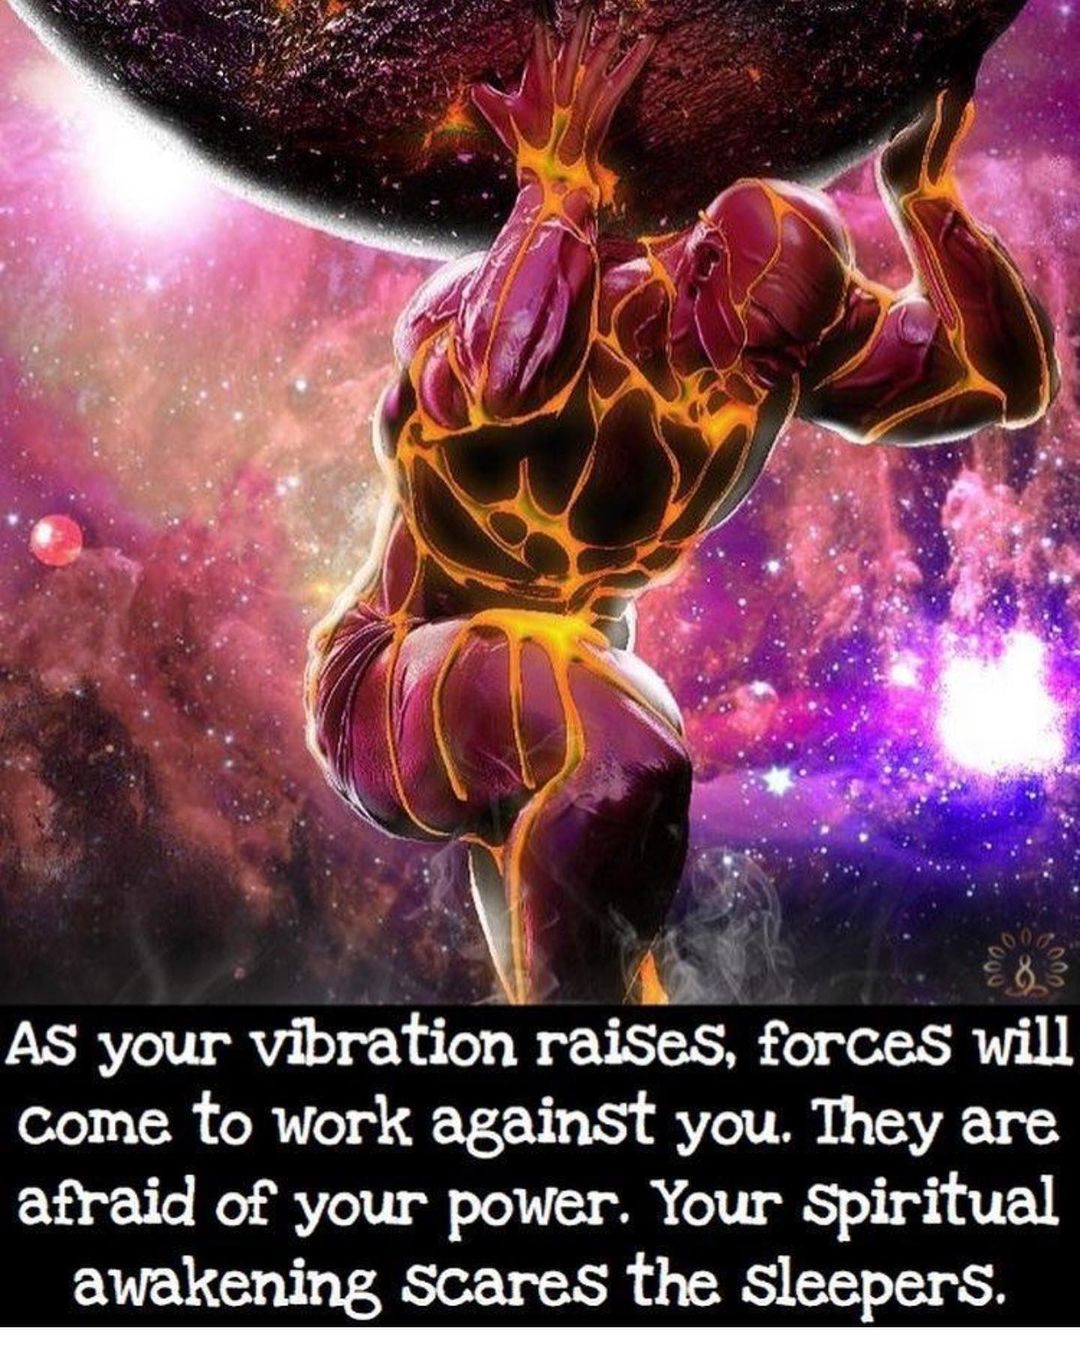 As your vibration raises, forces will
come to work against you. They are
afraid of your power. Your spiritual
awakening scares the sleepers.